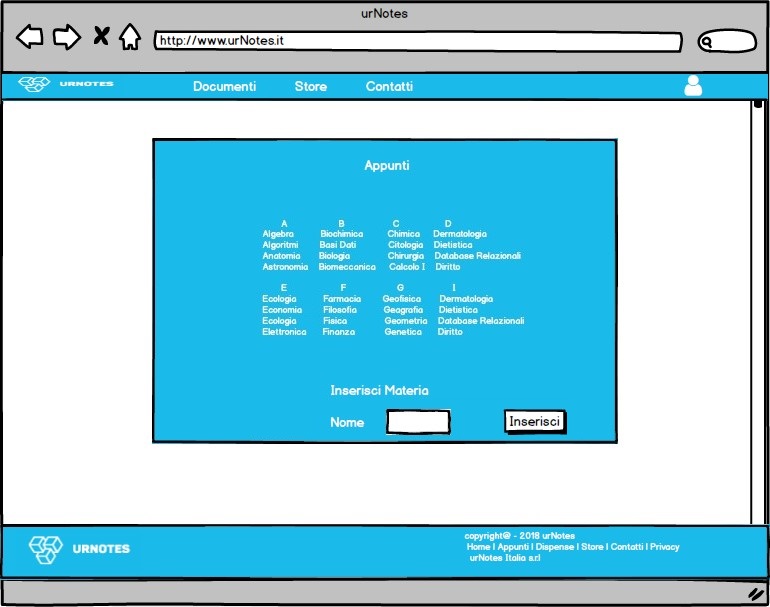 urNotes
http://www.urNotes.it
URNOTES Documenti Store Contatti
Appunti
A B C D
Algebra Biochimica Chimica Dermatologia
Algoritmi Basi Dati Citologia Dietistica
Anatomia Biologia Chirurgia Database Relazionali
Astronomia Biomeccanica Calcolo I Diritto
E F G I
Ecologia Farmacia Geofisica Dermatologia
Economia Filosofia Geagrafia Dietistica
Ecologia Fisica Geometria Database Relazionali
Elettronica Finanza Genetica Diritto
Inserisci Materia
Nome Inserisci
URNOTES
copyright@ - 2018 urNotes
Home | Appunti | Dispense | Store | Contatti | Privacy
urNotes Italia s.r.l